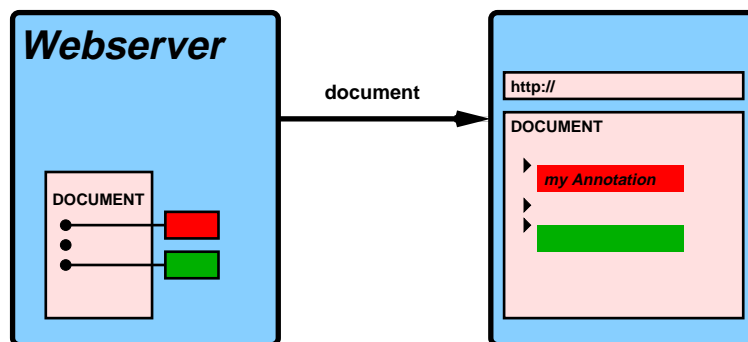 Webserver
document
http://
DOCUMENT
my Annotation
DOCUMENT